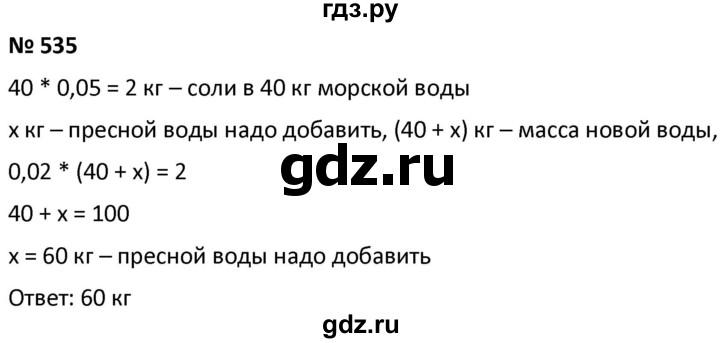 гдз.ру
№ 535
40 * 0,05 = 2 кг – соли в 40 кг морской воды
х кг – пресной воды надо добавить, (40 + х) кг – масса новой воды,
0,02 * (40 + х) = 2
gdz.ru
40 + х = 100
х = 60 кг – пресной воды надо добавить
Ответ: 60 кг
gdz.ru